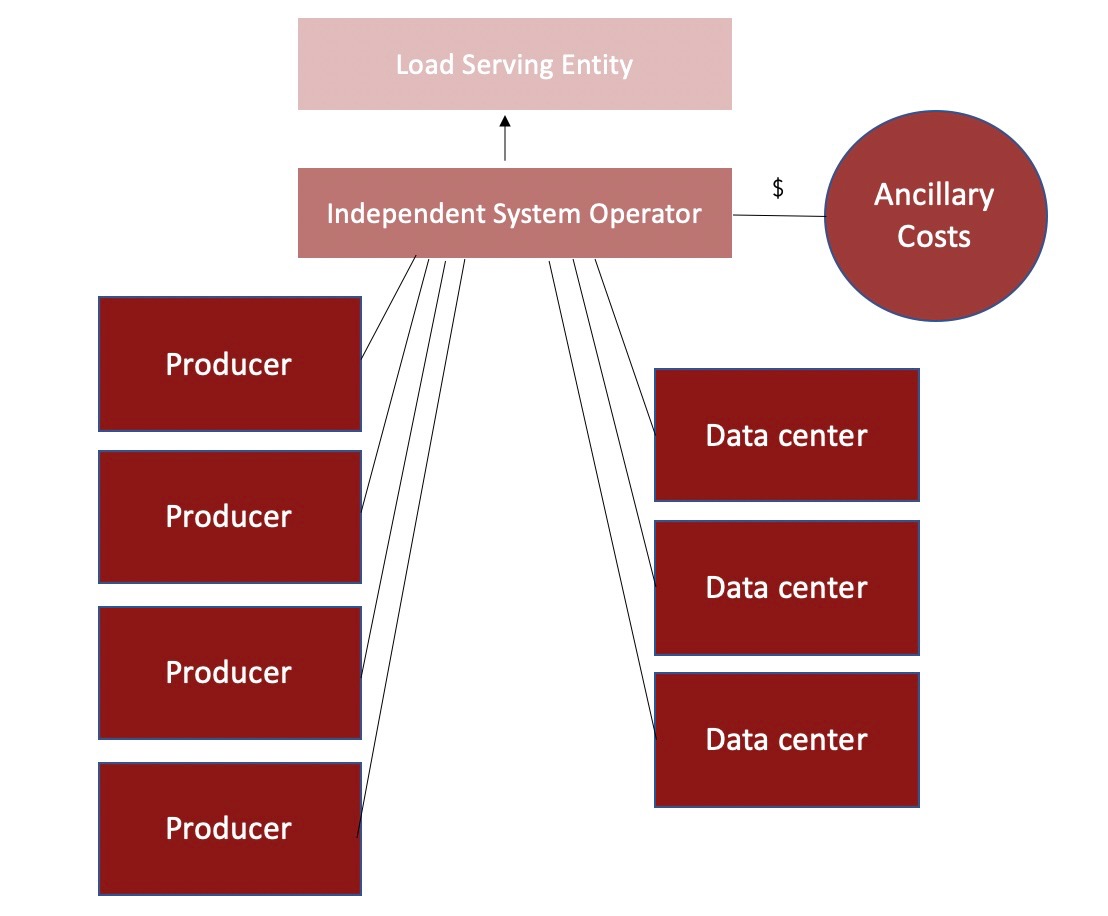 Load Serving Entity
Independent System Operator
$
Ancillary
Costs
Producer
Producer
Producer
Producer
Data center
Data center
Data center